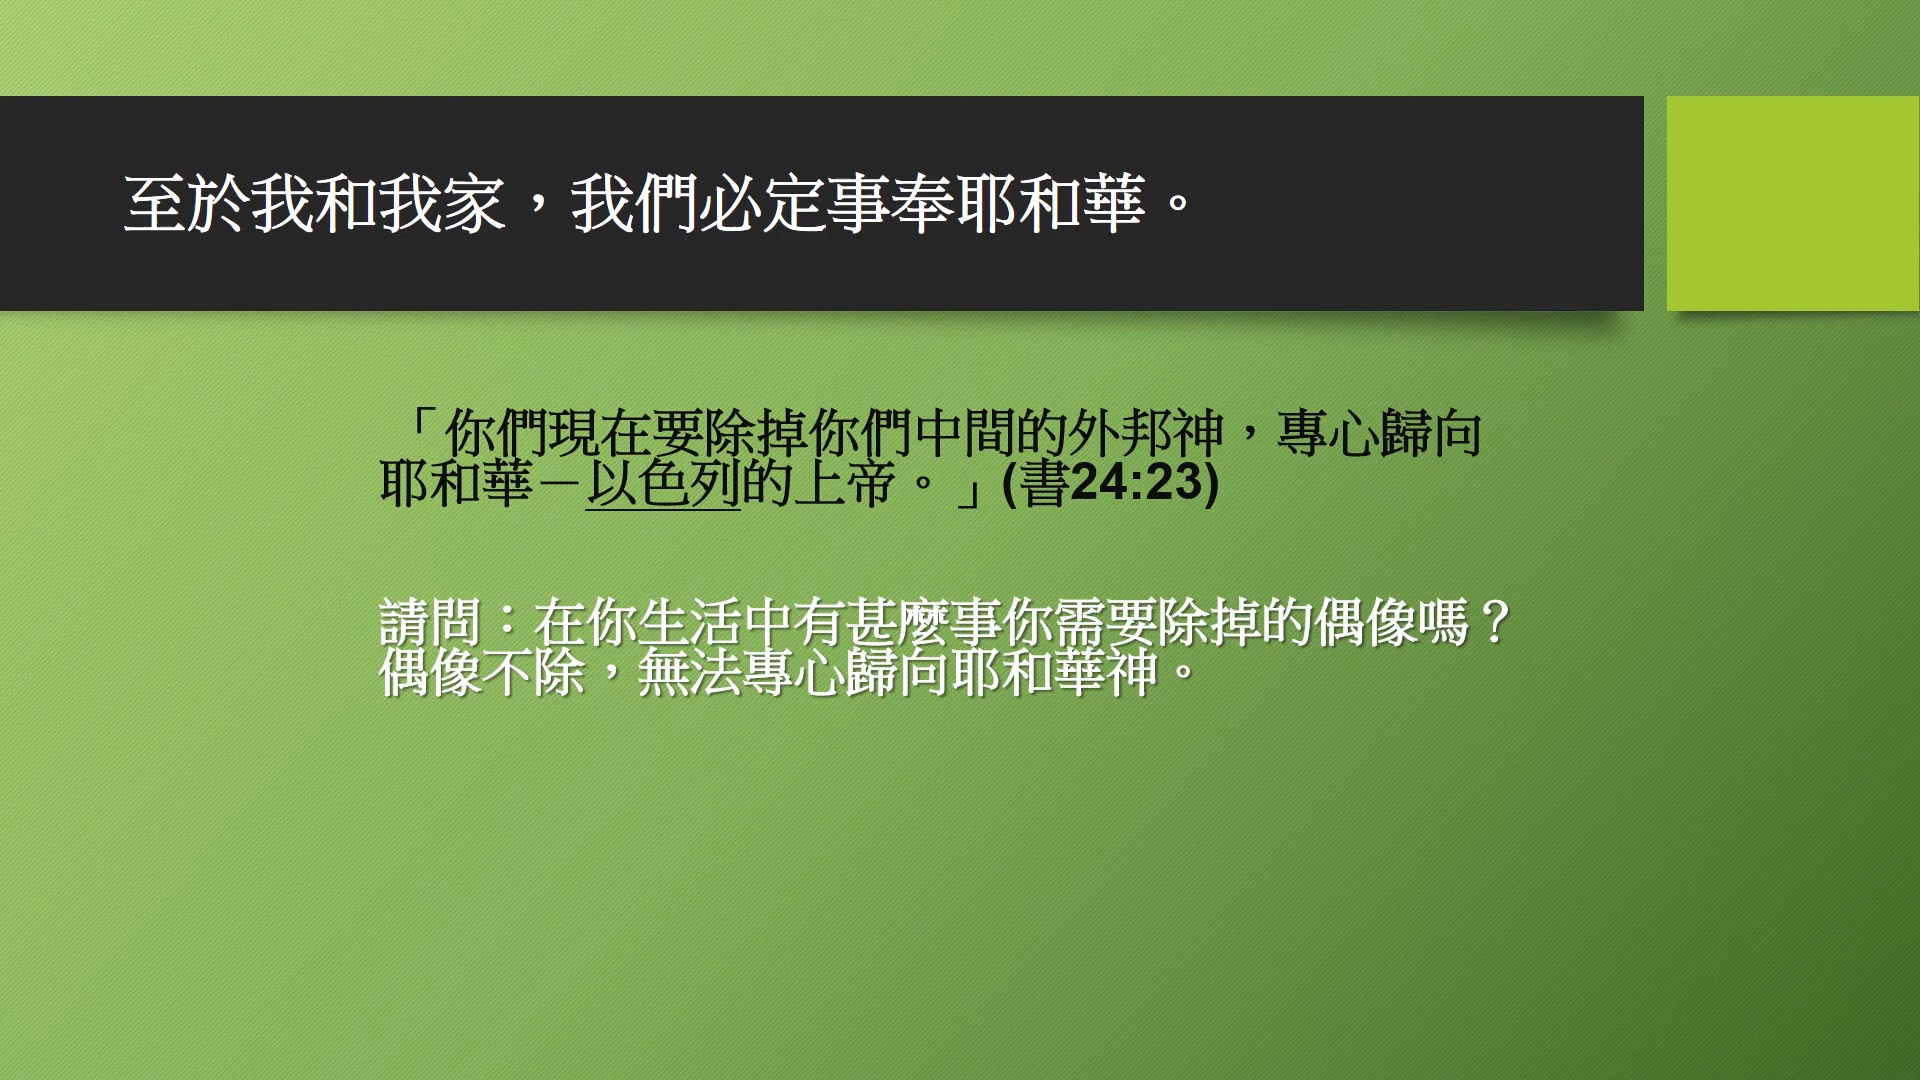 至於我和我家，我們必定事奉耶和華。
「你們現在要除掉你們中間的外邦神，專心歸向
耶和華－以色列的上帝。」(書24:23)
請問：在你生活中有甚麼事你需要除掉的偶像嗎？
偶像不除，無法專心歸向耶和華神。